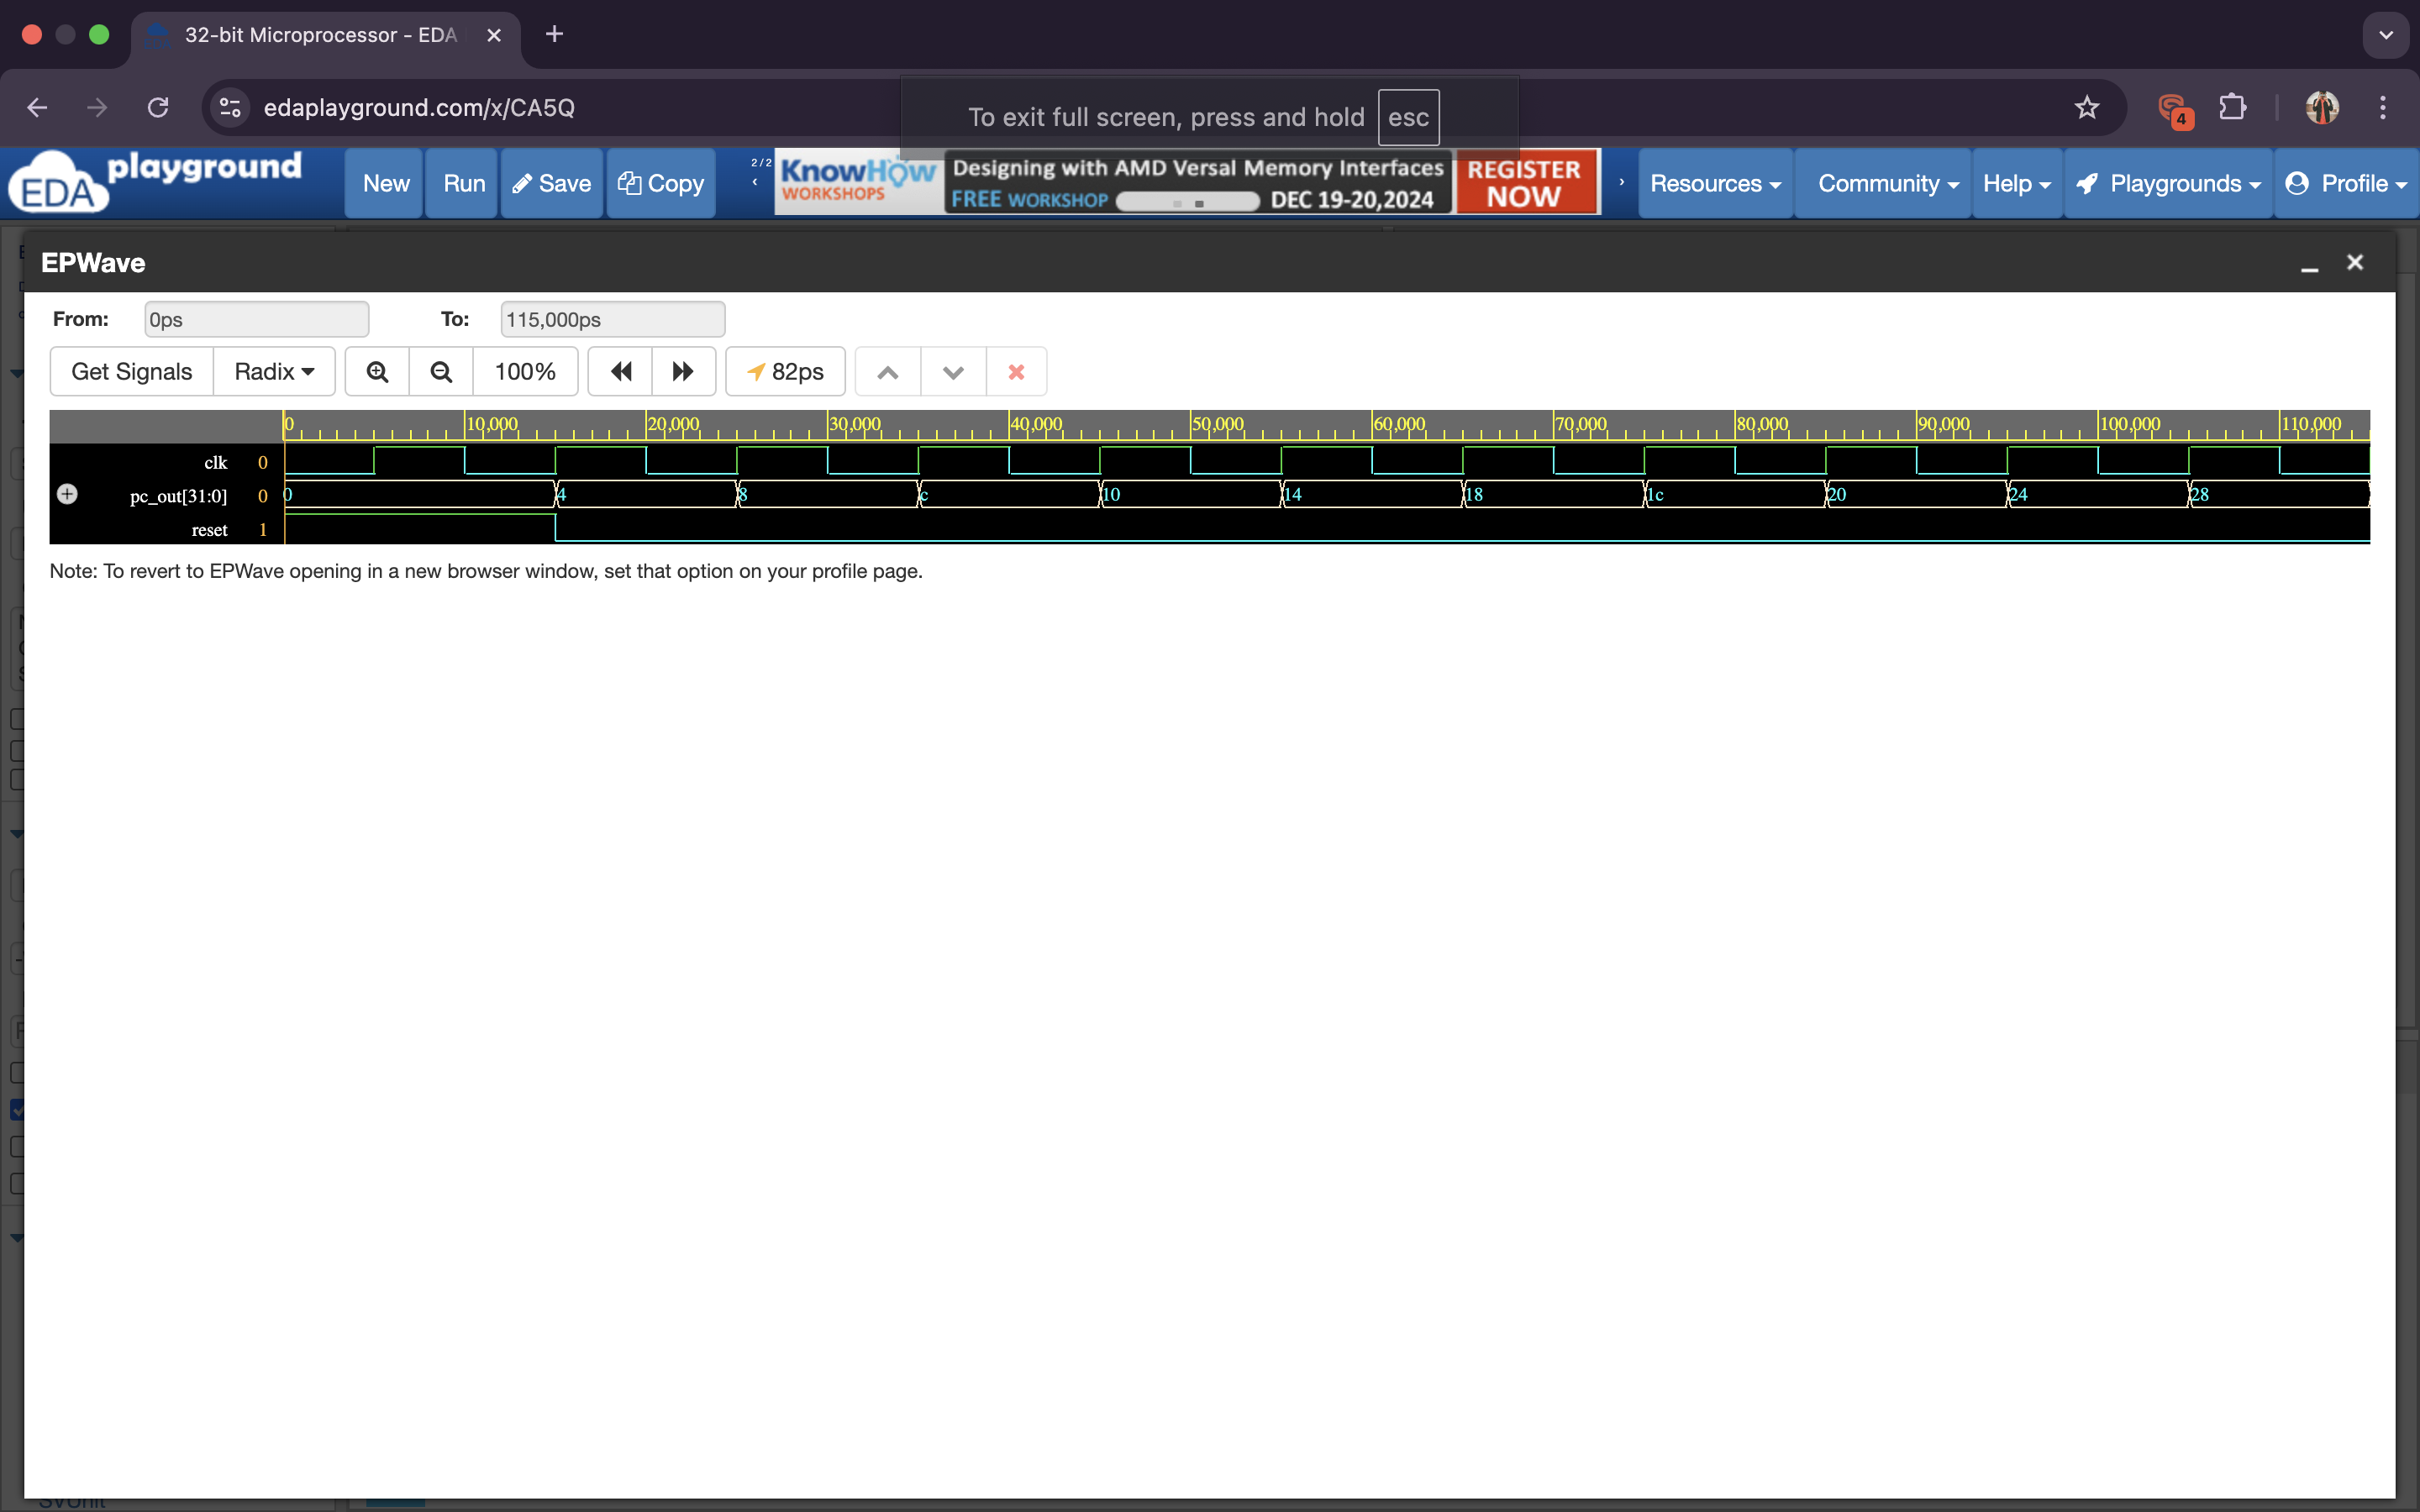 32-bit Microprocessor - EDA
edaplayground.com/x/CA5Q
To exit full screen, press and hold esc
4
EDA playground
New
Run
Save
Copy
2/2
KnowHow WORKSHOPS
Designing with AMD Versal Memory Interfaces
FREE WORKSHOP DEC 19-20,2024
REGISTER NOW
Resources
Community
Help
Playgrounds
Profile
EPWave
From: 0ps To: 115,000ps
Get Signals Radix 100% 82ps
0 10,000 20,000 30,000 40,000 50,000 60,000 70,000 80,000 90,000 100,000 110,000
clk 0
pc_out[31:0] 0 0 4 8 c 10 14 18 1c 20 24 28
reset 1
Note: To revert to EPWave opening in a new browser window, set that option on your profile page.
SVUnit